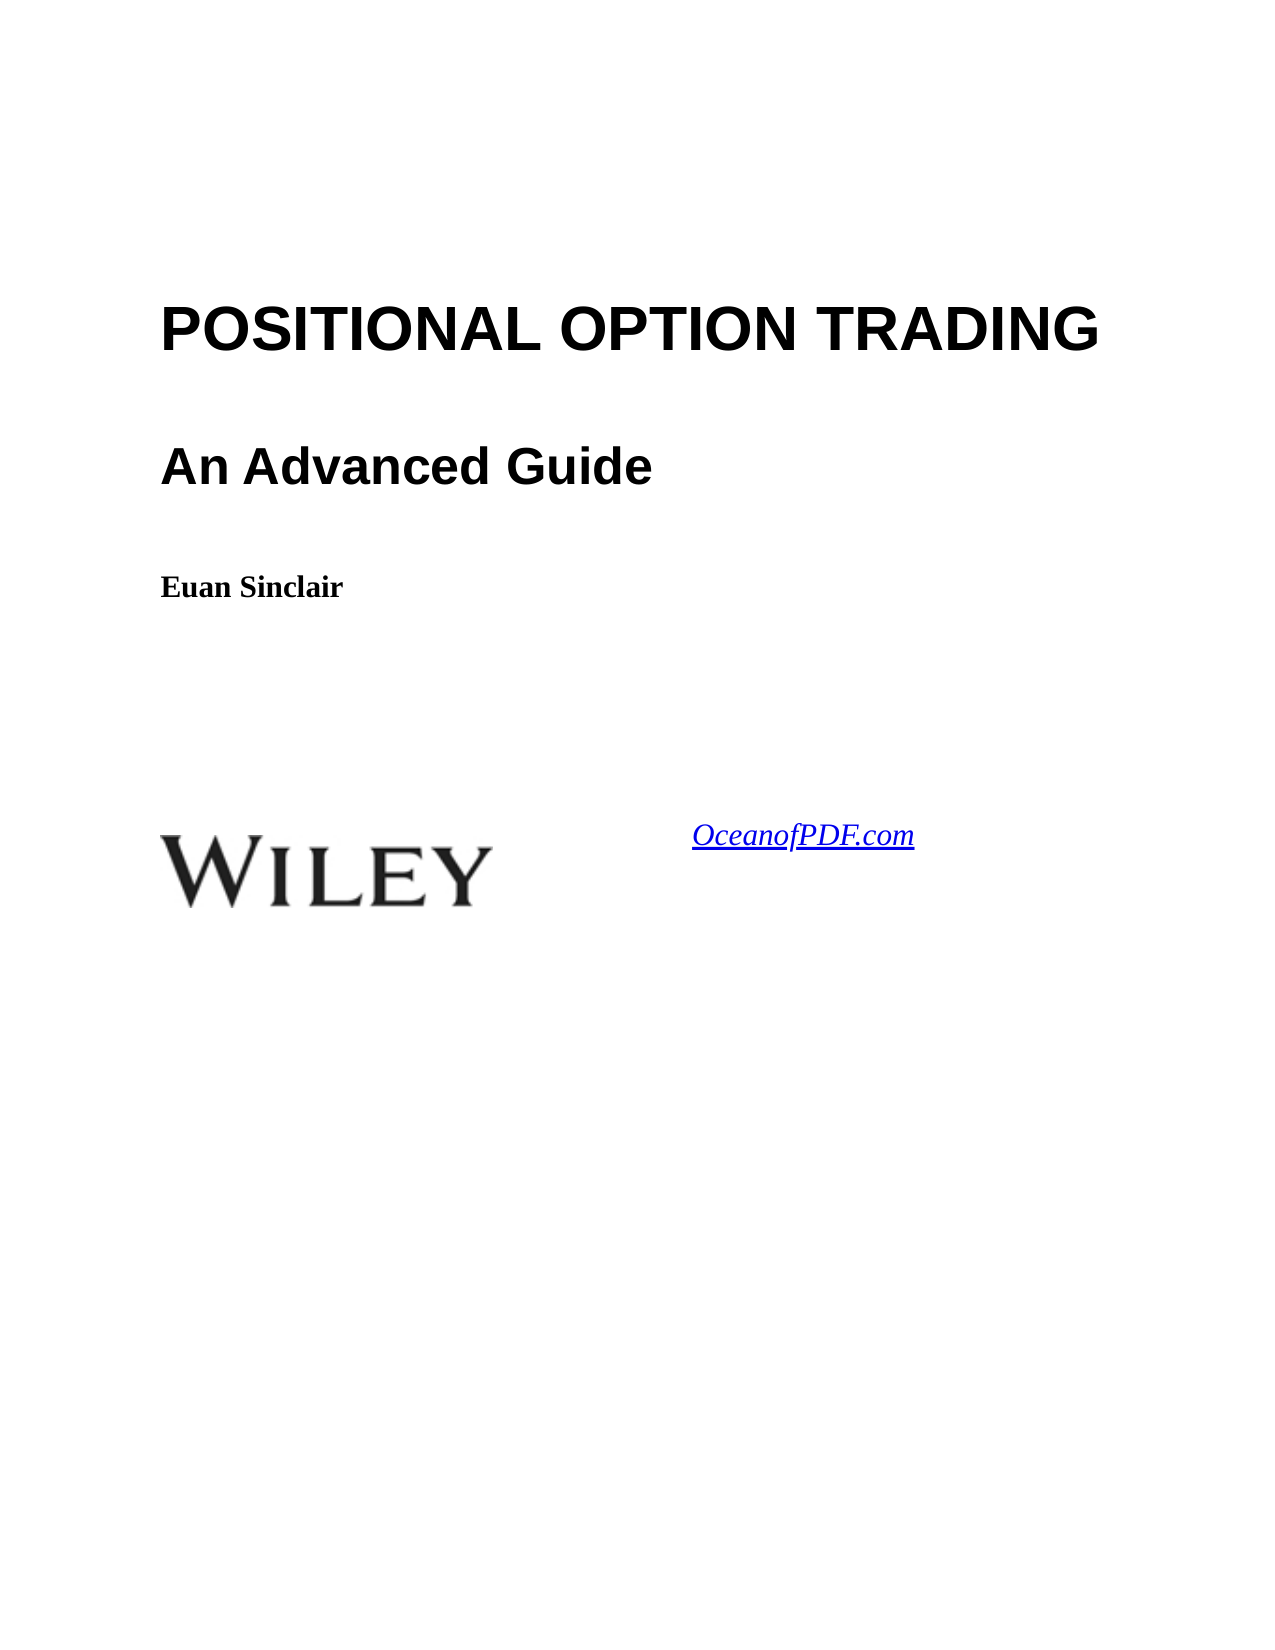 POSITIONAL OPTION TRADING
An Advanced Guide
Euan Sinclair
OceanofPDF.com
WILEY